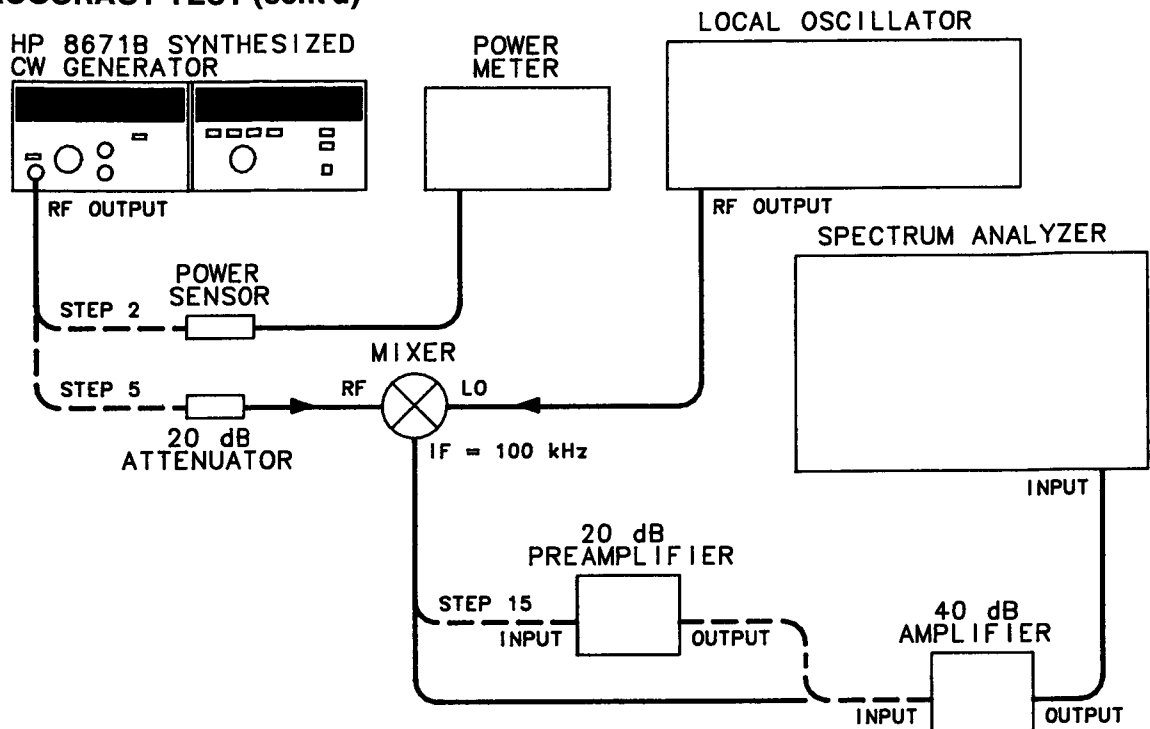 ACCURACY TEST (cont'd)
LOCAL OSCILLATOR
HP 8671B SYNTHESIZED
CW GENERATOR
POWER
METER
RF OUTPUT
RF OUTPUT
SPECTRUM ANALYZER
POWER
SENSOR
STEP 2
MIXER
STEP 5
RF
LO
20 dB
ATTENUATOR
IF = 100 kHz
INPUT
20 dB
PREAMPLIFIER
STEP 15
INPUT
OUTPUT
40 dB
AMPLIFIER
INPUT
OUTPUT